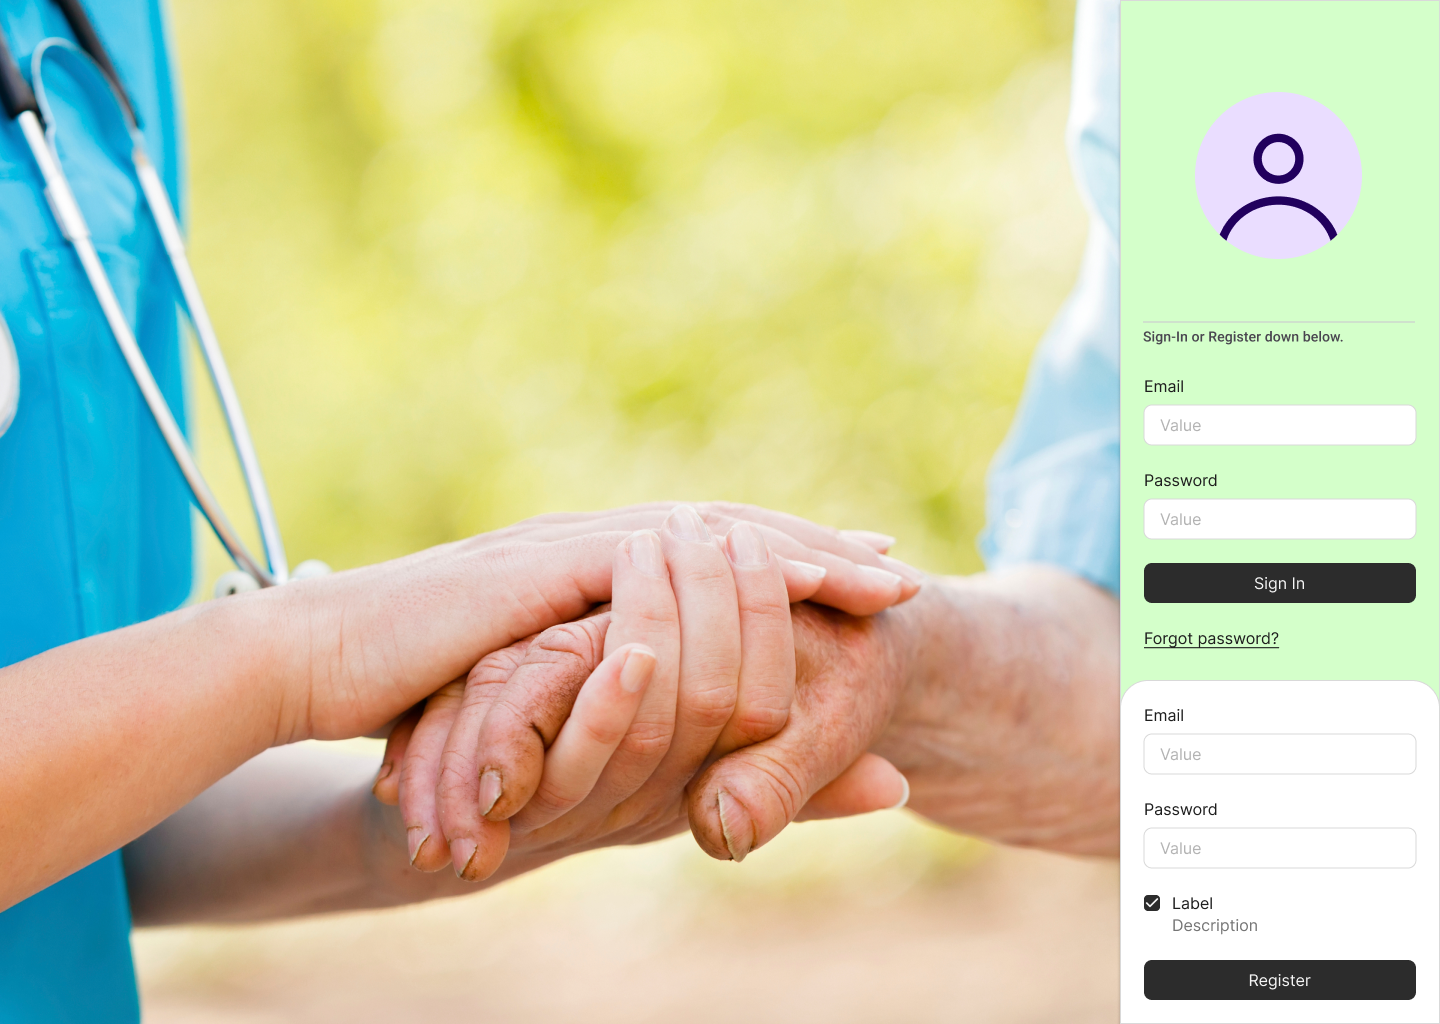 Sign-In or Register down below.
Email
Value
Password
Value
Sign In
Forgot password?
Email
Value
Password
Value
Label
Description
Register